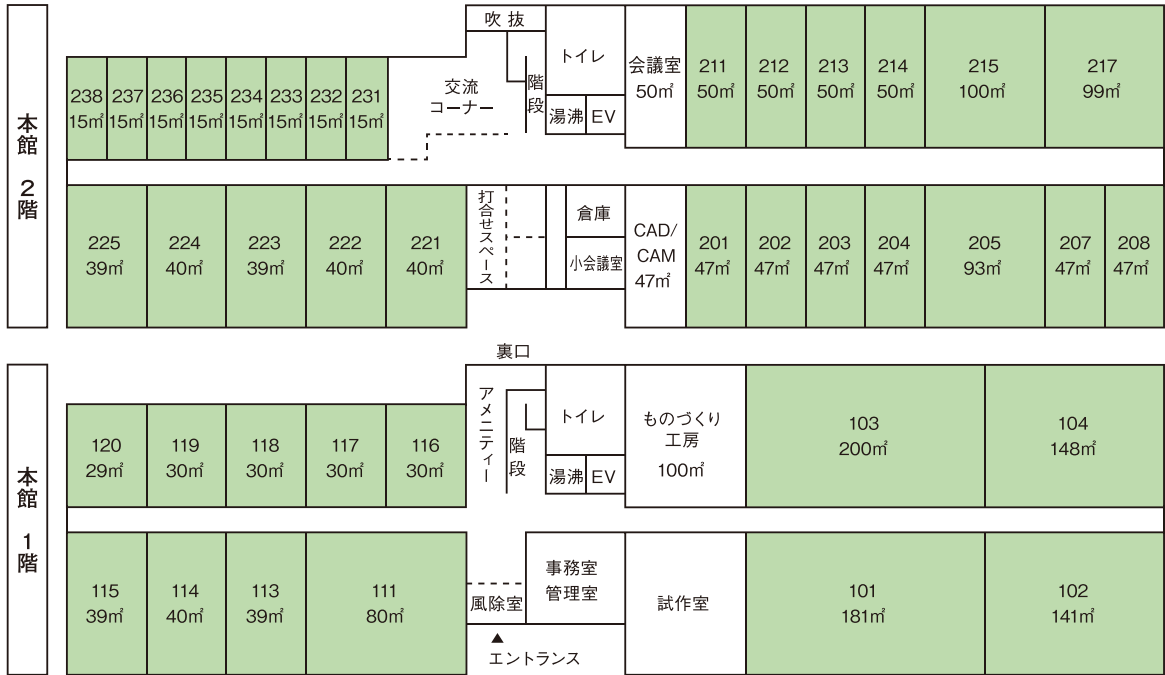 本館 2階
吹抜
トイレ
階段
湯沸
EV
交流
コーナー
238
15㎡
237
15㎡
236
15㎡
235
15㎡
234
15㎡
233
15㎡
232
15㎡
231
15㎡
会議室
50㎡
211
50㎡
212
50㎡
213
50㎡
214
50㎡
215
100㎡
217
99㎡
225
39㎡
224
40㎡
223
39㎡
222
40㎡
221
40㎡
打合せスペース
倉庫
小会議室
CAD/
CAM
47㎡
201
47㎡
202
47㎡
203
47㎡
204
47㎡
205
93㎡
207
47㎡
208
47㎡
本館 1階
裏口
アメニティー
階段
トイレ
湯沸
EV
120
29㎡
119
30㎡
118
30㎡
117
30㎡
116
30㎡
ものづくり
工房
100㎡
103
200㎡
104
148㎡
115
39㎡
114
40㎡
113
39㎡
111
80㎡
風除室
事務室
管理室
試作室
101
181㎡
102
141㎡
▲
エントランス